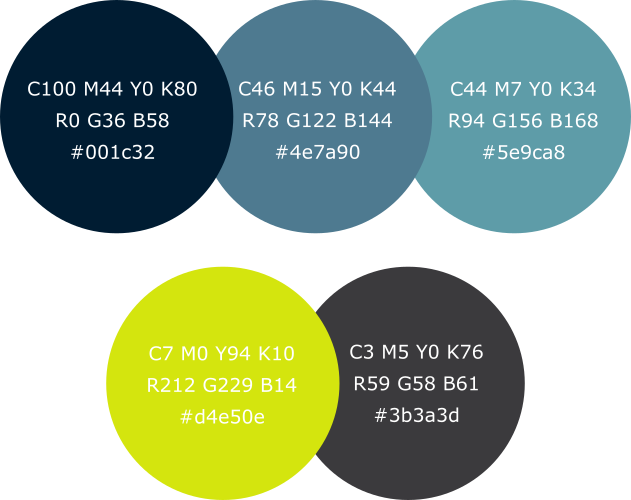 C100 M44 Y0 K80
R0 G36 B58
#001c32
C46 M15 Y0 K44
R78 G122 B144
#4e7a90
C44 M7 Y0 K34
R94 G156 B168
#5e9ca8
C7 M0 Y94 K10
R212 G229 B14
#d4e50e
C3 M5 Y0 K76
R59 G58 B61
#3b3a3d